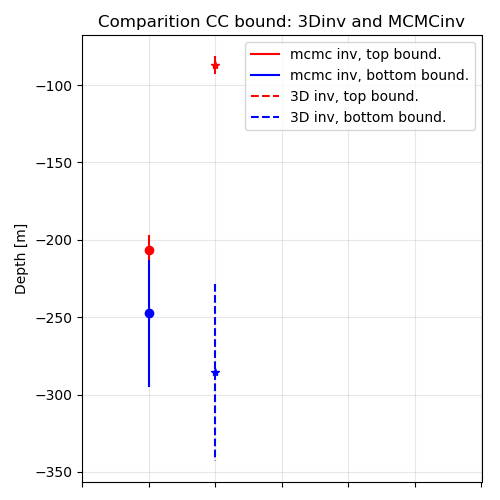 Comparition CC bound: 3Dinv and MCMCinv
mcmc inv, top bound.
mcmc inv, bottom bound.
3D inv, top bound.
3D inv, bottom bound.
Depth [m]
−100
−150
−200
−250
−300
−350